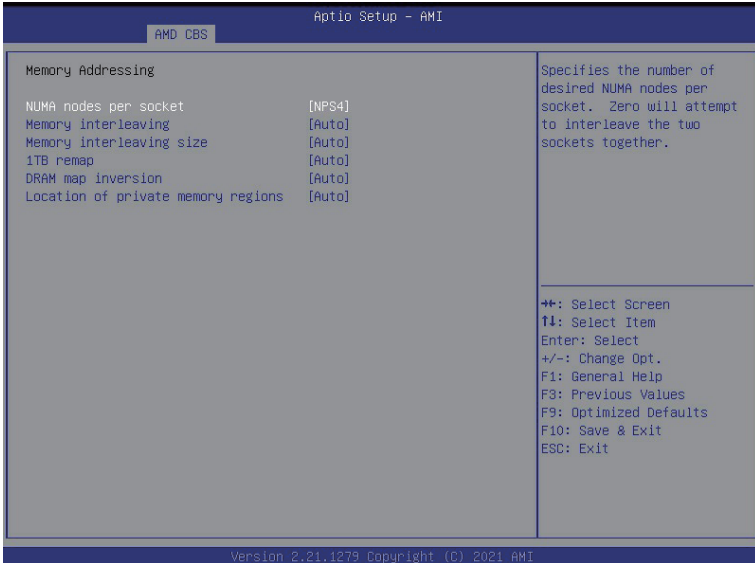 Aptio Setup – AMI
AMD CBS
Memory Addressing
NUMA nodes per socket [NPS4]
Memory interleaving [Auto]
Memory interleaving size [Auto]
1TB remap [Auto]
DRAM map inversion [Auto]
Location of private memory regions [Auto]
Specifies the number of
desired NUMA nodes per
socket.  Zero will attempt
to interleave the two
sockets together.
→←: Select Screen
↑↓: Select Item
Enter: Select
+/-: Change Opt.
F1: General Help
F3: Previous Values
F9: Optimized Defaults
F10: Save & Exit
ESC: Exit
Version 2.21.1279 Copyright (C) 2021 AMI